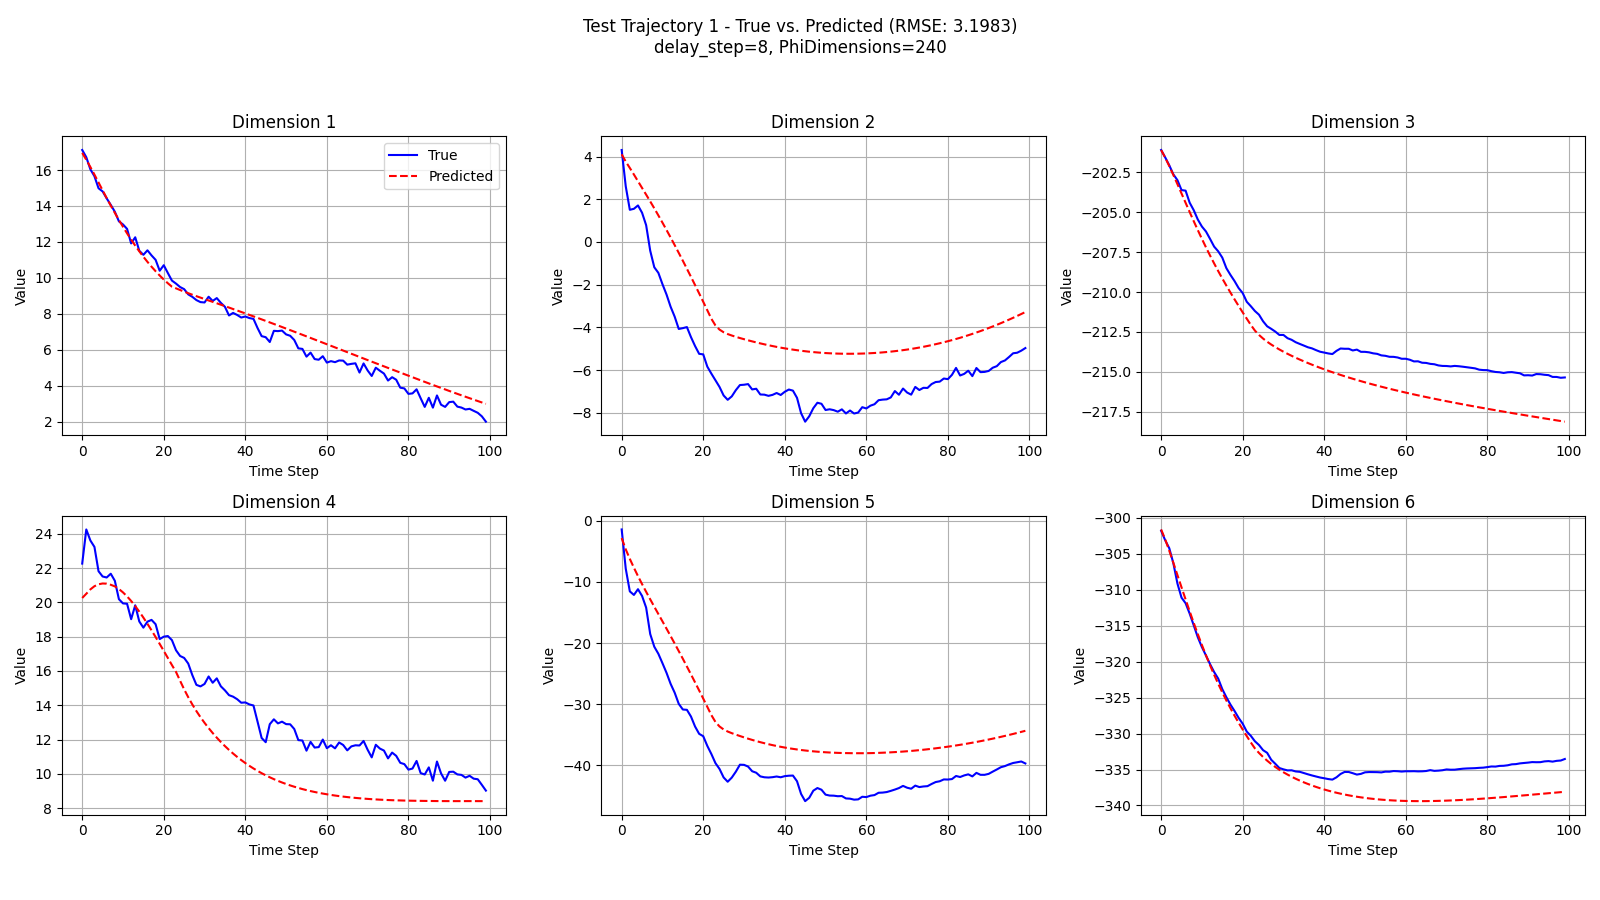 Test Trajectory 1 - True vs. Predicted (RMSE: 3.1983)
delay_step=8, PhiDimensions=240
Dimension 1
Value
16
14
12
10
8
6
4
2
0 20 40 60 80 100
Time Step
True
Predicted
Dimension 2
Value
4
2
0
−2
−4
−6
−8
0 20 40 60 80 100
Time Step
Dimension 3
Value
−202.5
−205.0
−207.5
−210.0
−212.5
−215.0
−217.5
0 20 40 60 80 100
Time Step
Dimension 4
Value
24
22
20
18
16
14
12
10
8
0 20 40 60 80 100
Time Step
Dimension 5
Value
0
−10
−20
−30
−40
0 20 40 60 80 100
Time Step
Dimension 6
Value
−300
−305
−310
−315
−320
−325
−330
−335
−340
0 20 40 60 80 100
Time Step